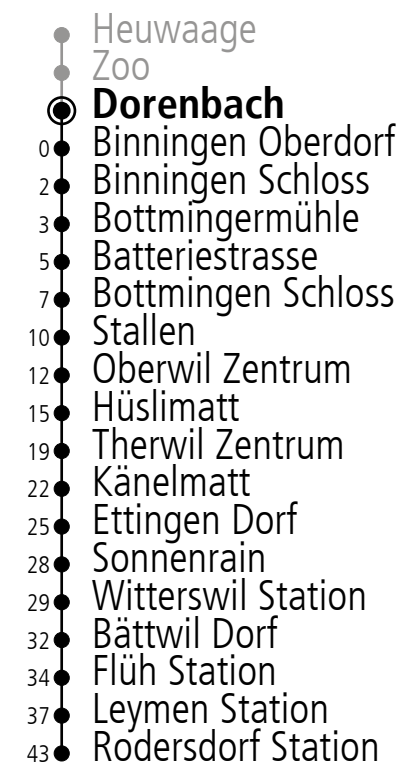 Heuwaage
Zoo
Dorenbach
0 Binningen Oberdorf
2 Binningen Schloss
3 Bottmingermühle
5 Batteriestrasse
7 Bottmingen Schloss
10 Stallen
12 Oberwil Zentrum
15 Hüslimatt
19 Therwil Zentrum
22 Känelmatt
25 Ettingen Dorf
28 Sonnenrain
29 Witterswil Station
32 Bättwil Dorf
34 Flüh Station
37 Leymen Station
43 Rodersdorf Station